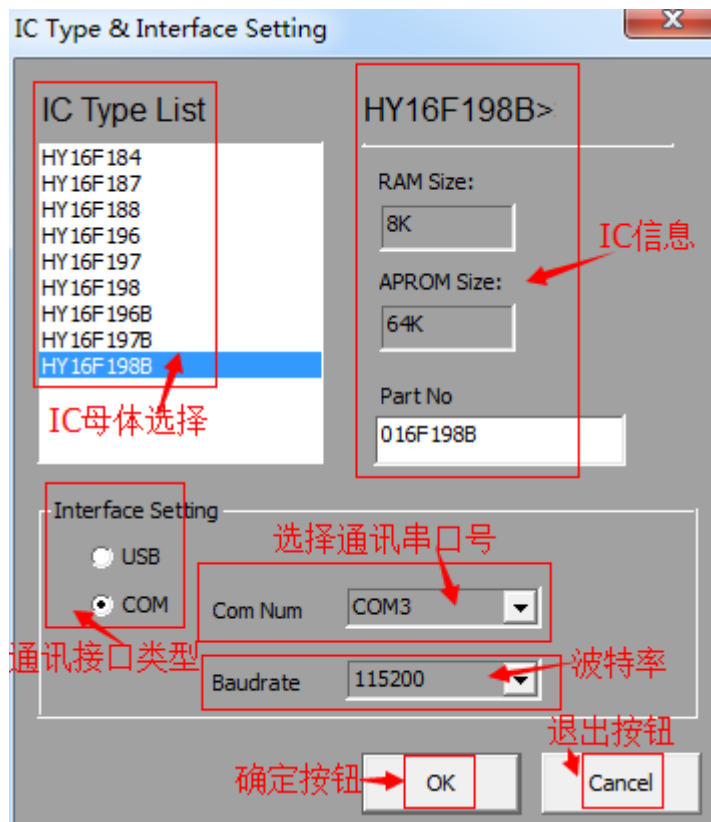 IC Type & Interface Setting
IC Type List
HY16F184
HY16F187
HY16F188
HY16F196
HY16F197
HY16F198
HY16F196B
HY16F197B
HY16F198B
IC母体选择
HY16F198B>
RAM Size:
8K
IC信息
APROM Size:
64K
Part No
016F198B
Interface Setting
USB
COM
通讯接口类型
选择通讯串口号
Com Num
COM3
波特率
Baudrate
115200
退出按钮
确定按钮
OK
Cancel